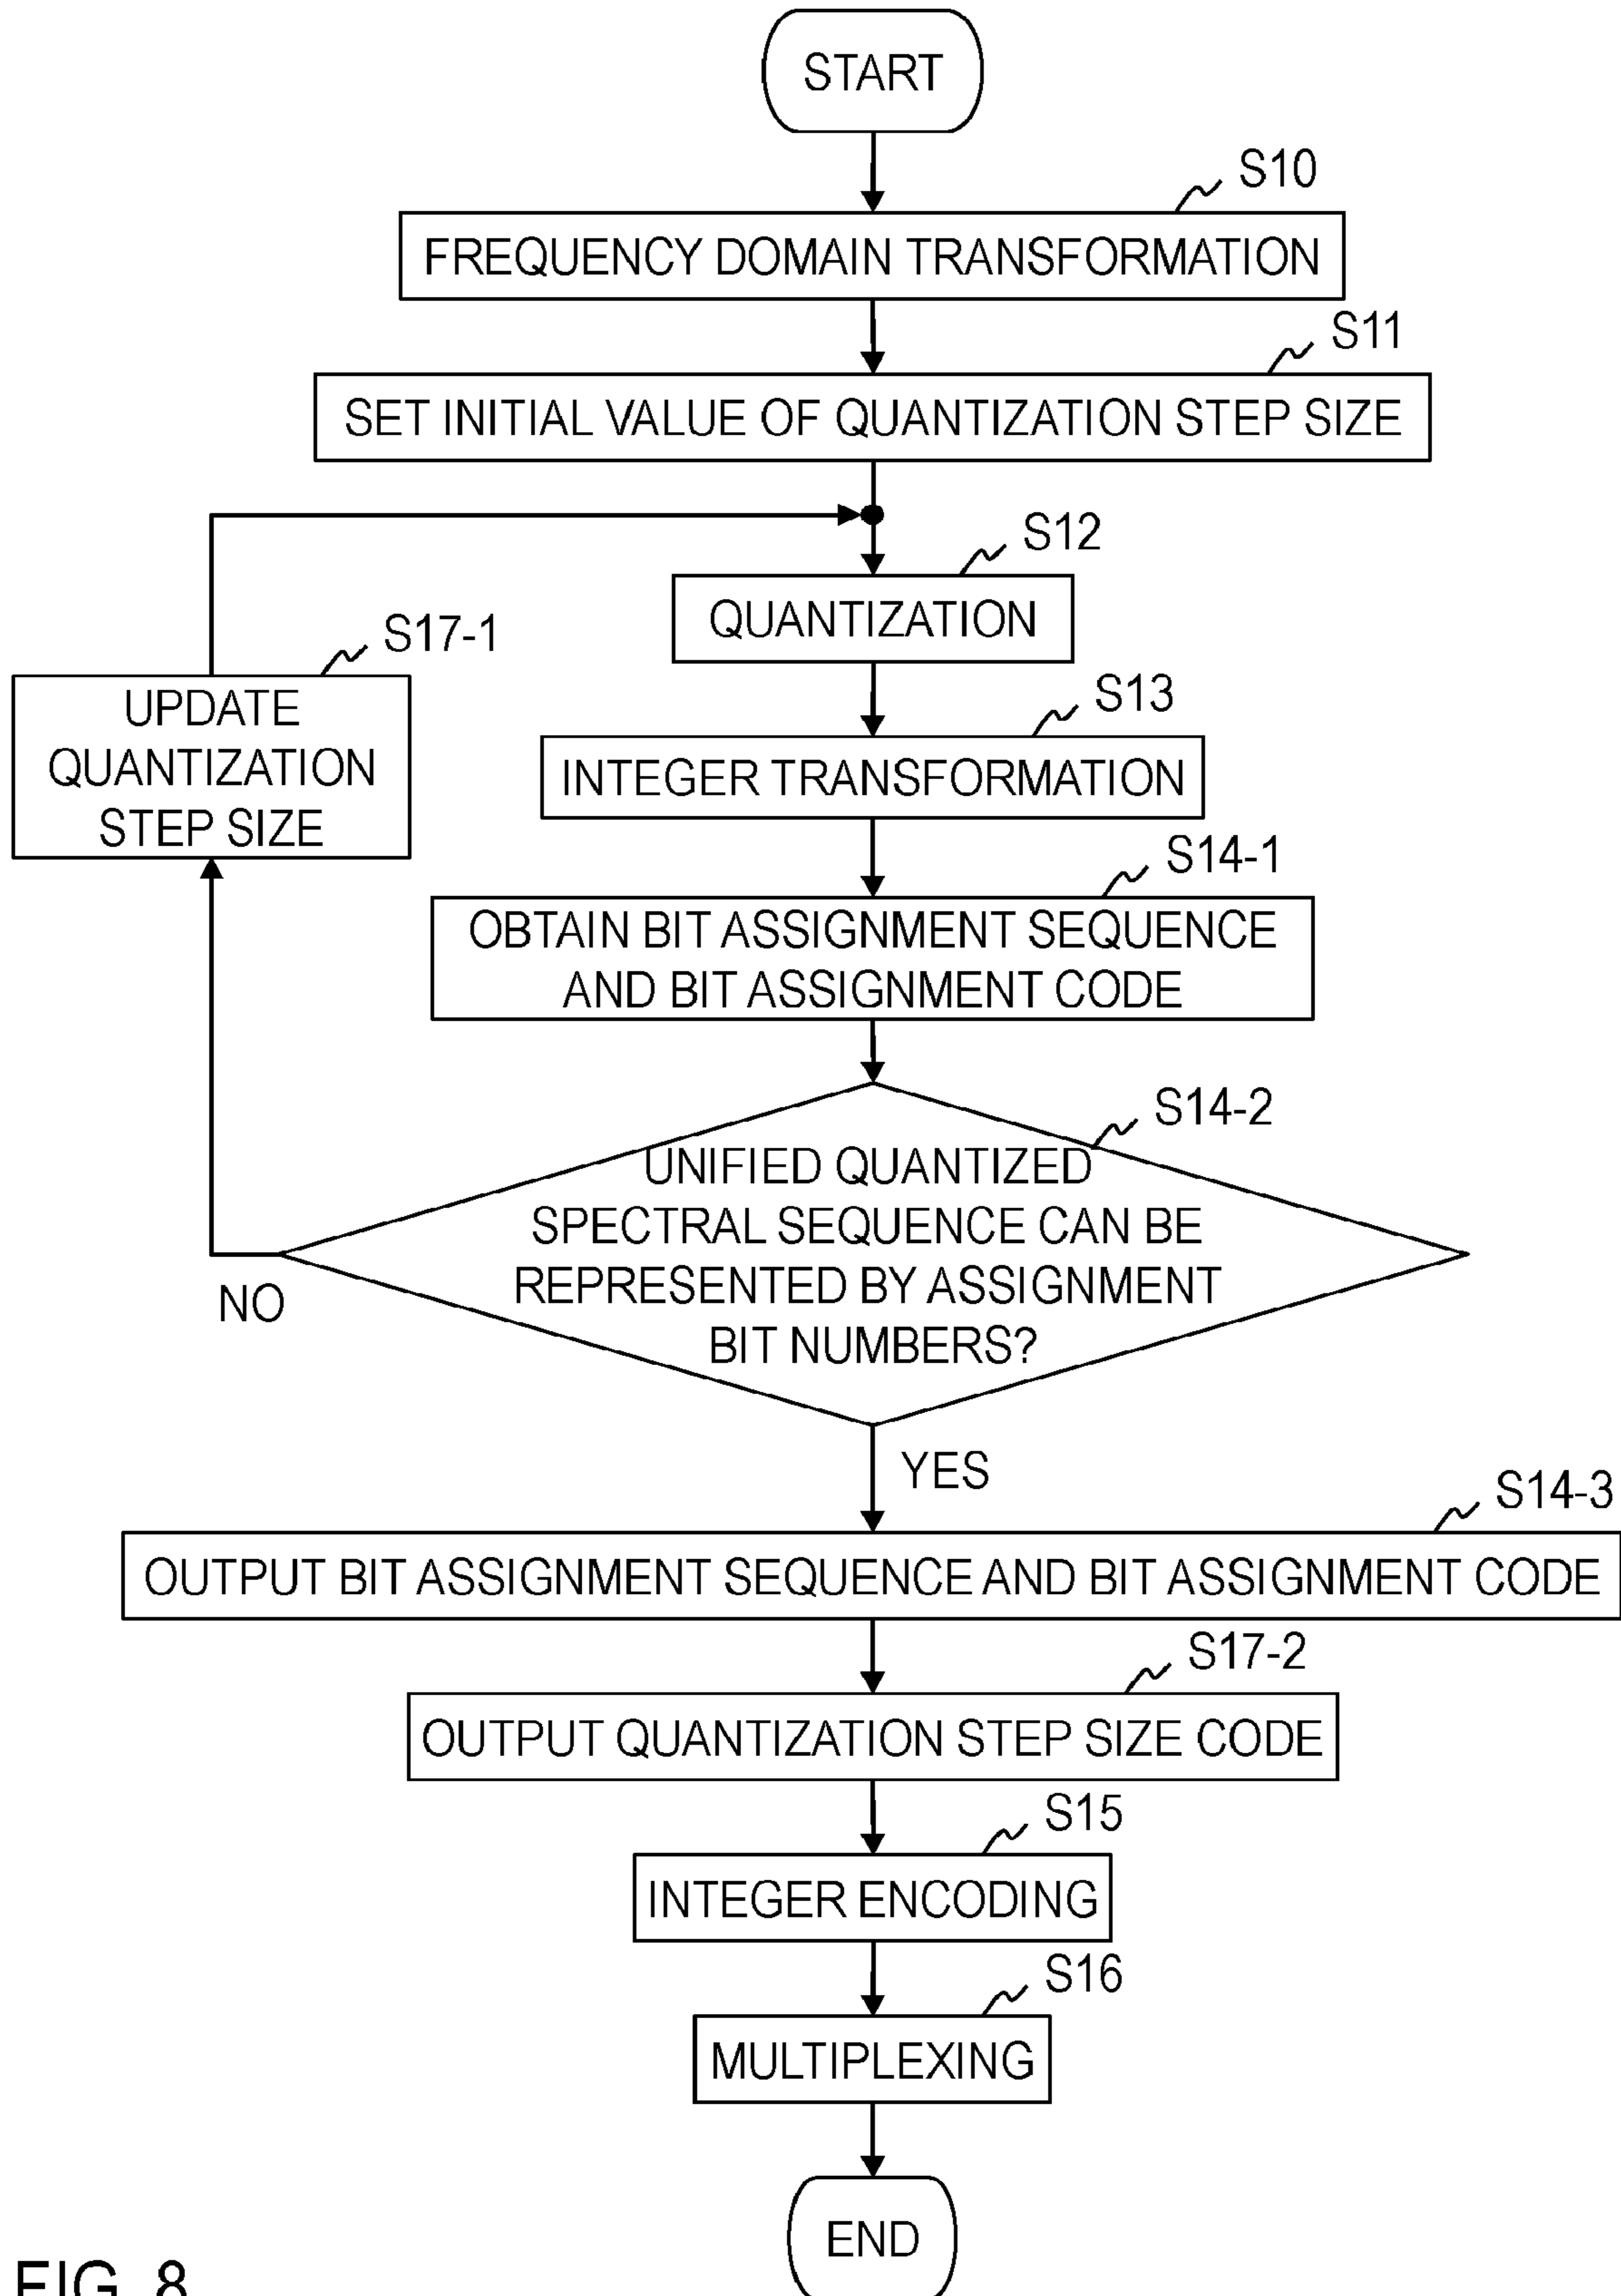 START
S10
FREQUENCY DOMAIN TRANSFORMATION
S11
SET INITIAL VALUE OF QUANTIZATION STEP SIZE
S12
QUANTIZATION
S17-1
UPDATE
QUANTIZATION
STEP SIZE
S13
INTEGER TRANSFORMATION
S14-1
OBTAIN BIT ASSIGNMENT SEQUENCE
AND BIT ASSIGNMENT CODE
S14-2
UNIFIED QUANTIZED
SPECTRAL SEQUENCE CAN BE
REPRESENTED BY ASSIGNMENT
BIT NUMBERS?
NO
YES
S14-3
OUTPUT BIT ASSIGNMENT SEQUENCE AND BIT ASSIGNMENT CODE
S17-2
OUTPUT QUANTIZATION STEP SIZE CODE
S15
INTEGER ENCODING
S16
MULTIPLEXING
END
FIG. 8